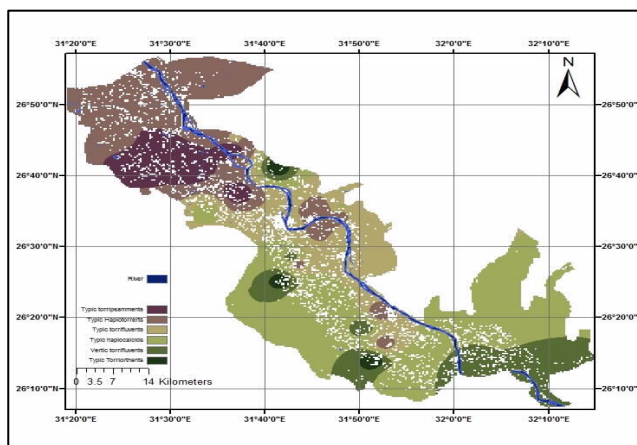 31°20'0"E 31°30'0"E 31°40'0"E 31°50'0"E 32°0'0"E 32°10'0"E
N
26°50'0"N 26°50'0"N
26°40'0"N 26°40'0"N
26°30'0"N 26°30'0"N
River
Typic torripsamments
Typic Haplotorrerts
Typic torrifluvents
Typic haplocalcids
Vertic torrifluvents
Typic Torriorthents
26°20'0"N 26°20'0"N
0 3.5 7 14 Kilometers
26°10'0"N 26°10'0"N
31°20'0"E 31°30'0"E 31°40'0"E 31°50'0"E 32°0'0"E 32°10'0"E